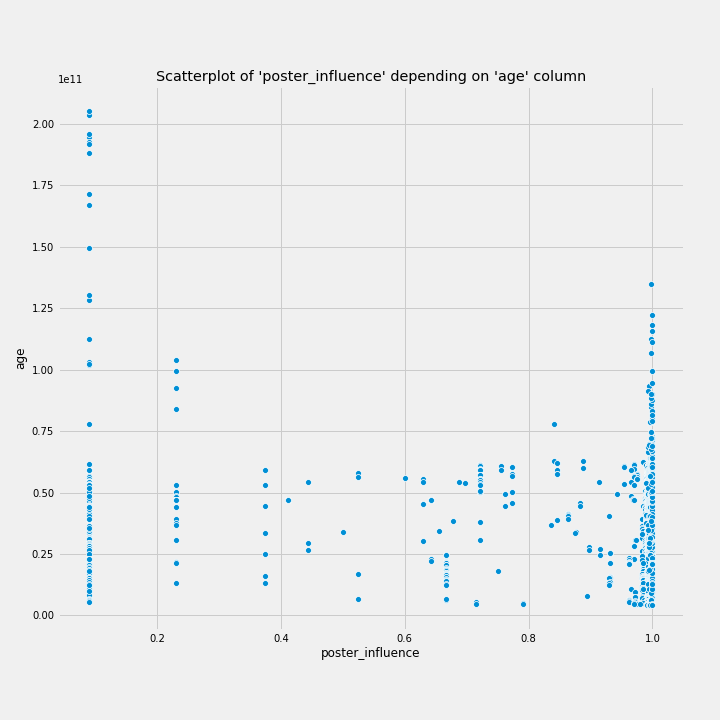 Scatterplot of 'poster_influence' depending on 'age' column
1e11
2.00
1.75
1.50
1.25
1.00
0.75
0.50
0.25
0.00
age
0.2 0.4 0.6 0.8 1.0
poster_influence